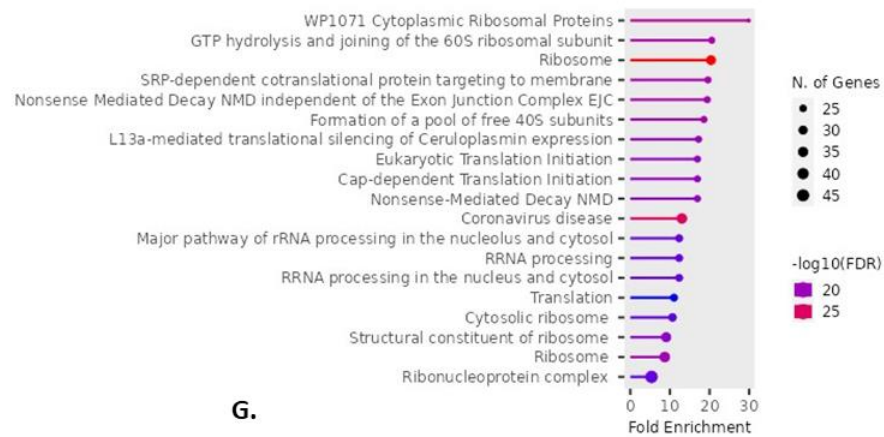 WP1071 Cytoplasmic Ribosomal Proteins
GTP hydrolysis and joining of the 60S ribosomal subunit
Ribosome
SRP-dependent cotranslational protein targeting to membrane
Nonsense Mediated Decay NMD independent of the Exon Junction Complex EJC
Formation of a pool of free 40S subunits
L13a-mediated translational silencing of Ceruloplasmin expression
Eukaryotic Translation Initiation
Cap-dependent Translation Initiation
Nonsense-Mediated Decay NMD
Coronavirus disease
Major pathway of rRNA processing in the nucleolus and cytosol
RRNA processing
RRNA processing in the nucleus and cytosol
Translation
Cytosolic ribosome
Structural constituent of ribosome
Ribosome
Ribonucleoprotein complex
0 10 20 30
Fold Enrichment
N. of Genes
25
30
35
40
45
-log10(FDR)
20
25
G.